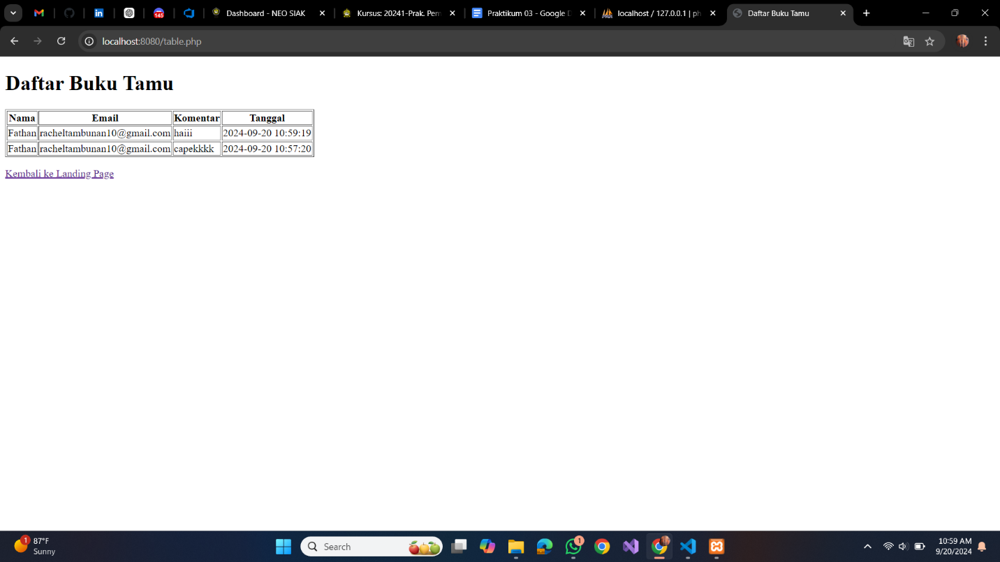 145
Dashboard - NEO SIAK
Kursus: 20241-Prak. Pem
Praktikum 03 - Google D
localhost / 127.0.0.1 | ph
Daftar Buku Tamu
localhost:8080/table.php
Daftar Buku Tamu
Nama Email Komentar Tanggal
Fathan racheltambunan10@gmail.com haiii 2024-09-20 10:59:19
Fathan racheltambunan10@gmail.com capekkkk 2024-09-20 10:57:20
Kembali ke Landing Page
1
87°F
Sunny
Search
1
10:59 AM
9/20/2024